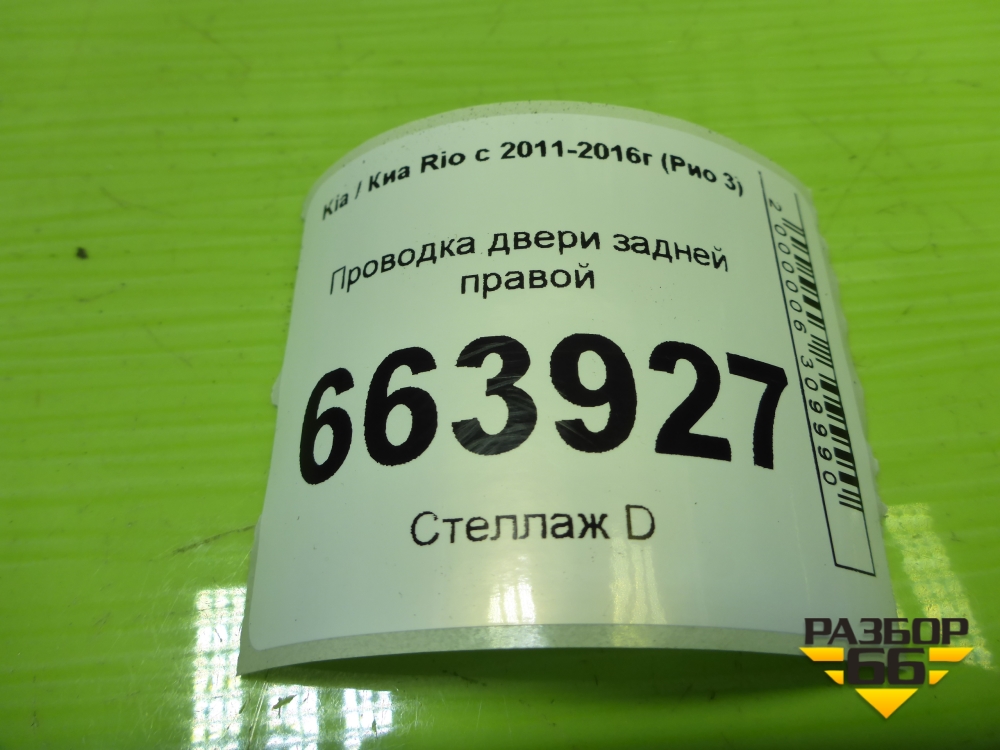 Kia / Киа Rio с 2011-2016г (Рио 3)
Проводка двери задней
правой
663927
Стеллаж D
2000006309990
РАЗБОР
66